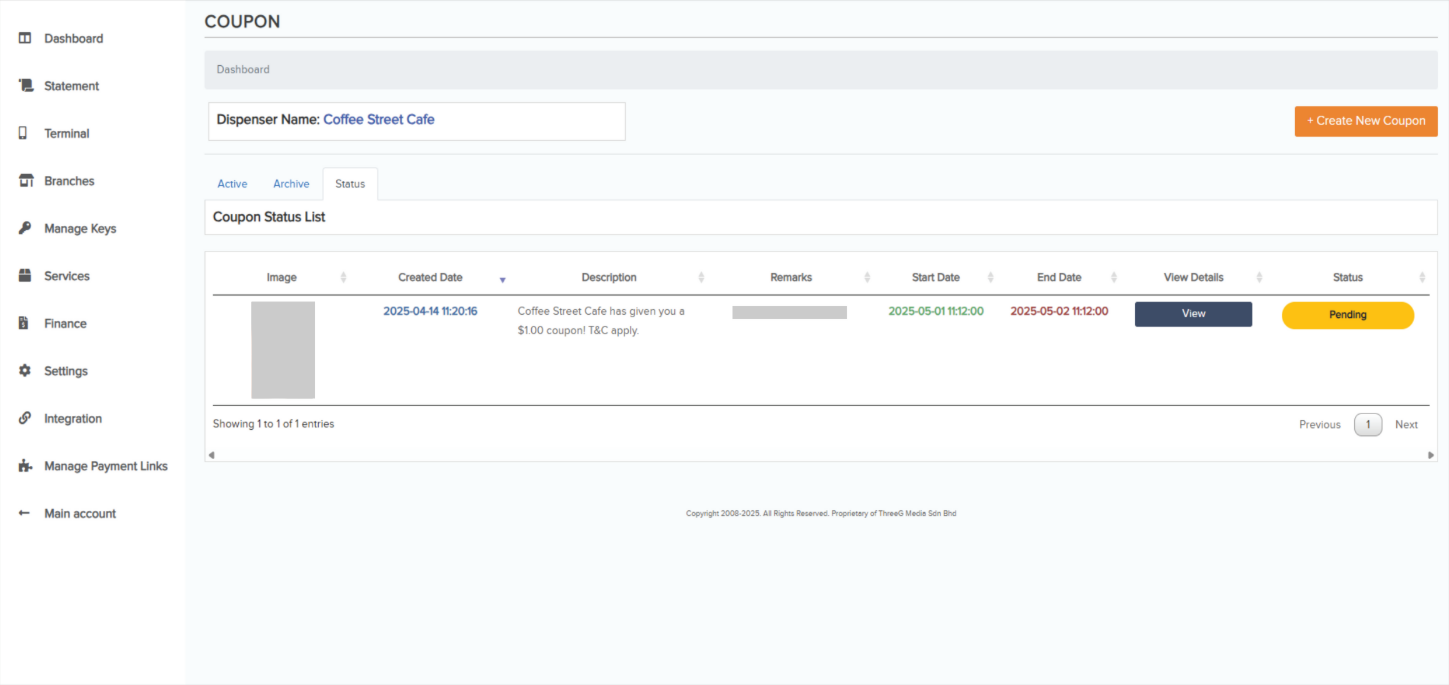 COUPON
Dashboard
Statement
Terminal
Branches
Manage Keys
Services
Finance
Settings
Integration
Manage Payment Links
Main account
Dashboard
Dispenser Name: Coffee Street Cafe
+ Create New Coupon
Active Archive Status
Coupon Status List
Image Created Date Description Remarks Start Date End Date View Details Status
2025-04-14 11:20:16 Coffee Street Cafe has given you a 2025-05-01 11:12:00 2025-05-02 11:12:00 View Pending
$1.00 coupon! T&C apply.
Showing 1 to 1 of 1 entries
Previous 1 Next
Copyright 2008-2025. All Rights Reserved. Proprietary of ThreeG Media Sdn Bhd